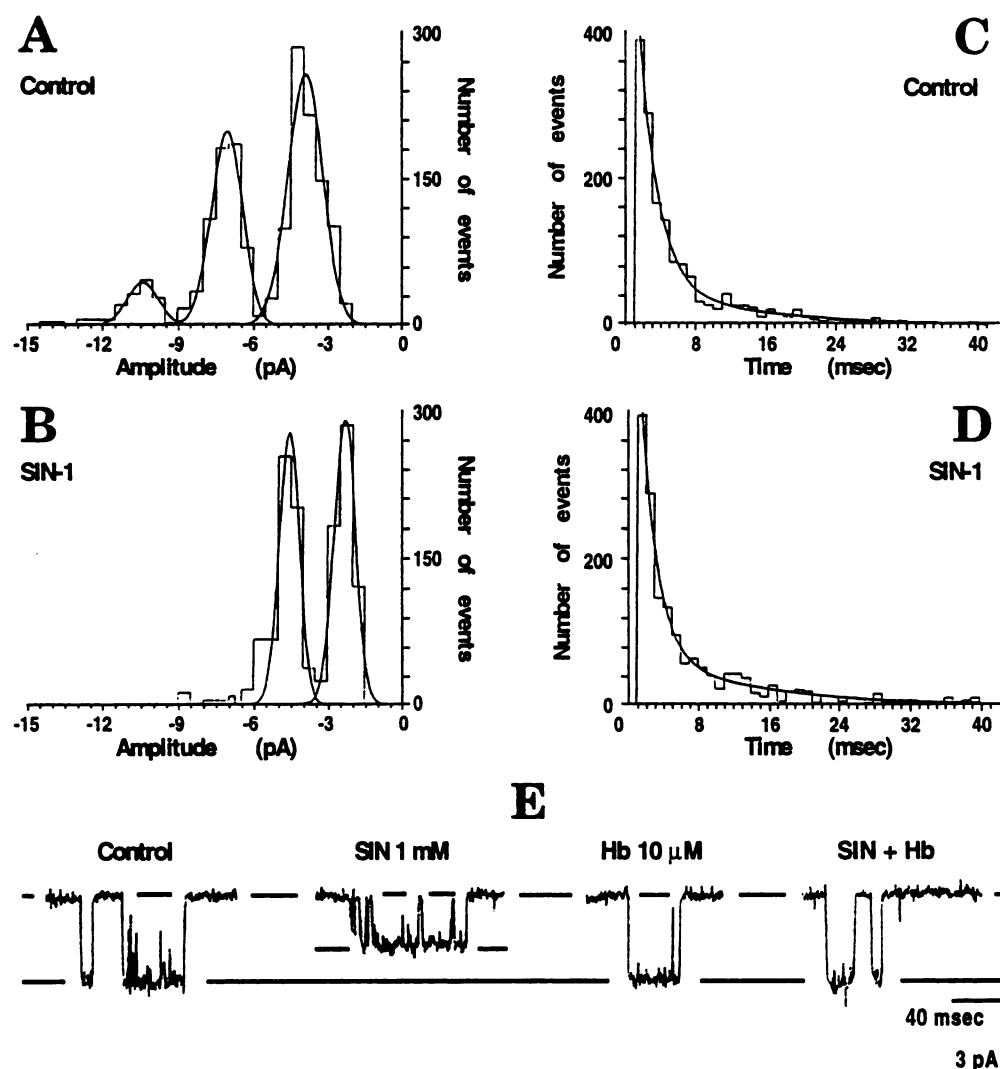 A
Control
300
150
0
Number of events
-15 -12 -9 -6 -3 0
Amplitude (pA)
C
Control
400
200
0
Number of events
0 8 16 24 32 40
Time (msec)
B
SIN-1
300
150
0
Number of events
-15 -12 -9 -6 -3 0
Amplitude (pA)
D
SIN-1
400
200
0
Number of events
0 8 16 24 32 40
Time (msec)
E
Control
SIN 1 mM
Hb 10 μM
SIN + Hb
40 msec
3 pA